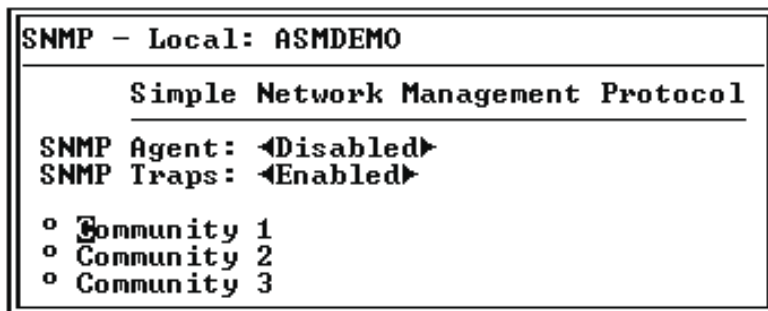 SNMP - Local: ASMDEMO
Simple Network Management Protocol
SNMP Agent: ◄Disabled►
SNMP Traps: ◄Enabled►
º Community 1
º Community 2
º Community 3